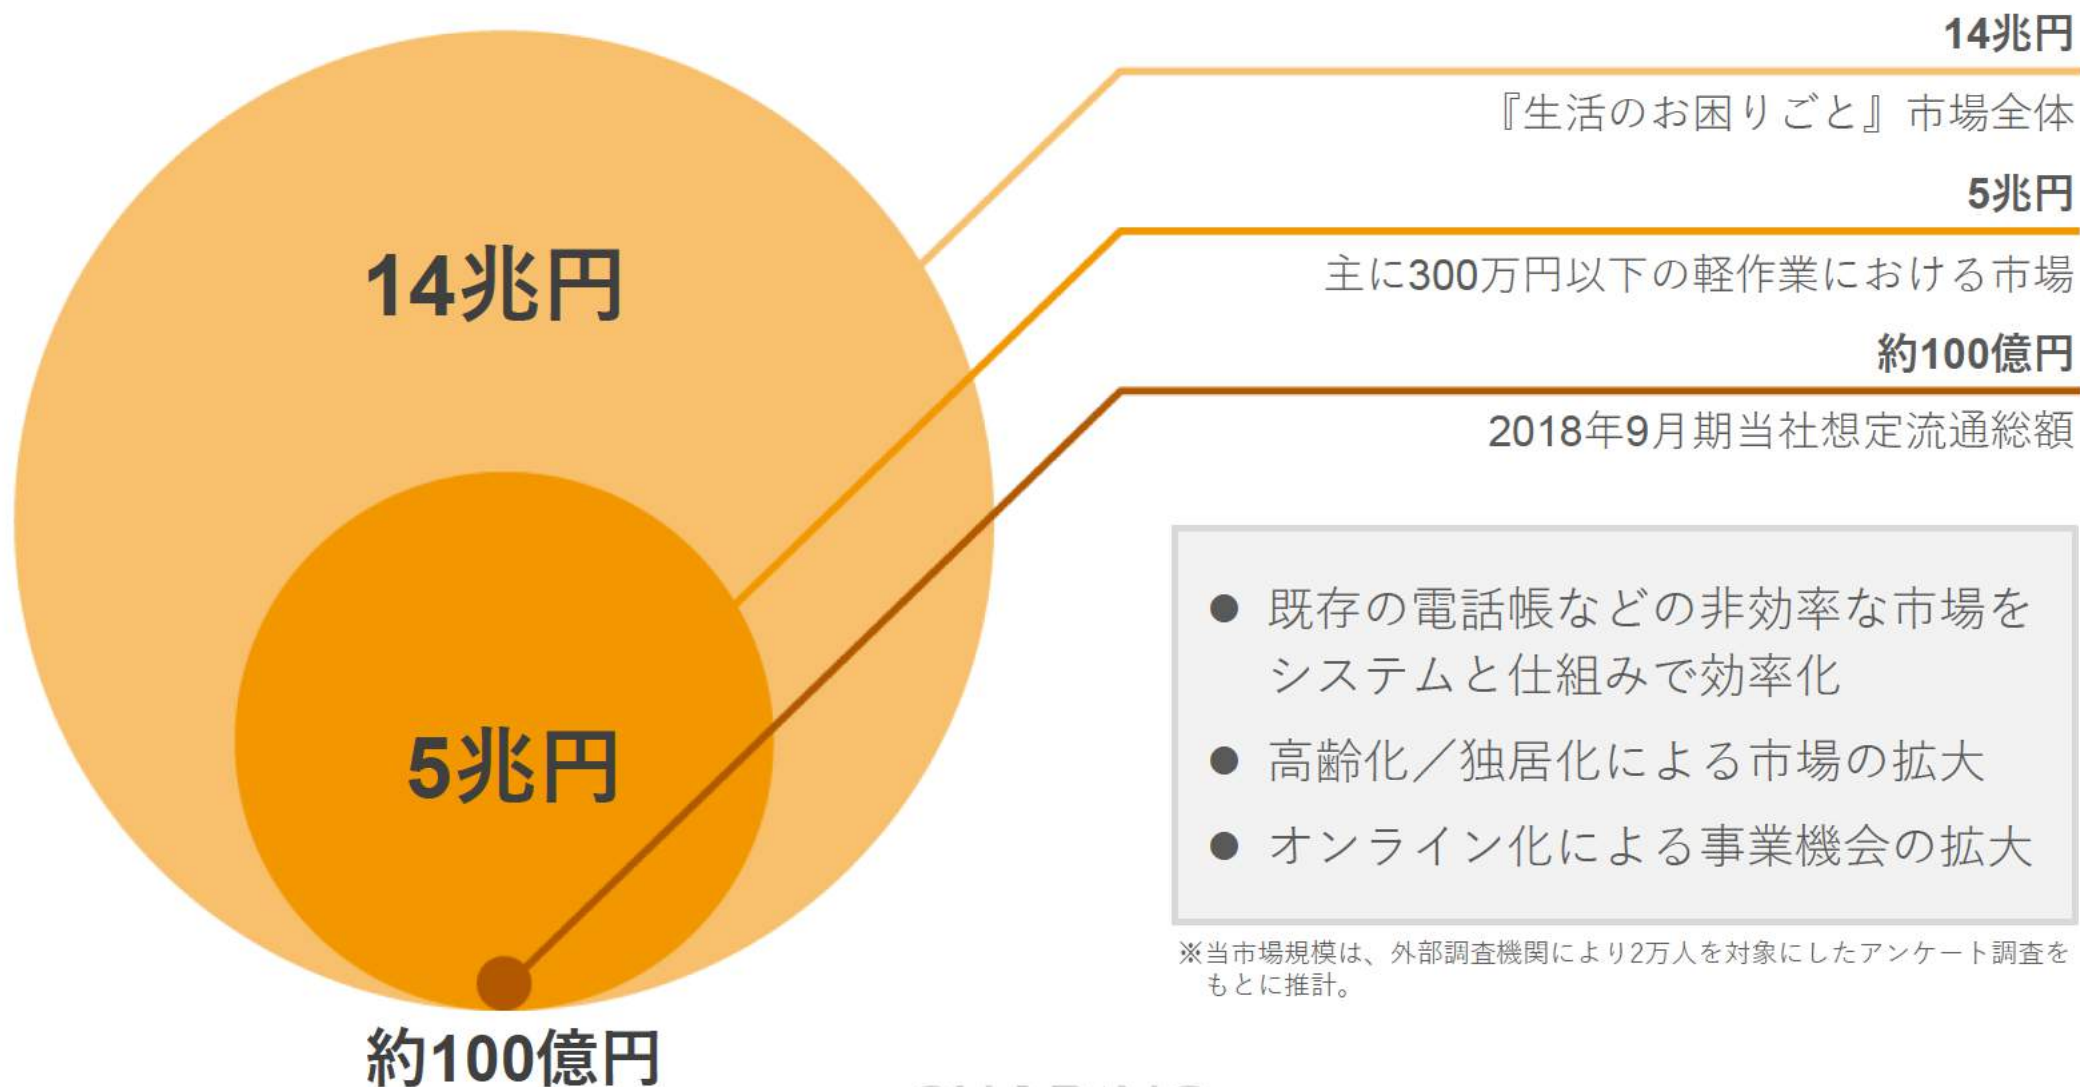 14兆円
『生活のお困りごと』市場全体
5兆円
主に300万円以下の軽作業における市場
約100億円
2018年9月期当社想定流通総額
14兆円
5兆円
約100億円
● 既存の電話帳などの非効率な市場を
システムと仕組みで効率化
● 高齢化／独居化による市場の拡大
● オンライン化による事業機会の拡大
※当市場規模は、外部調査機関により2万人を対象にしたアンケート調査を
もとに推計。